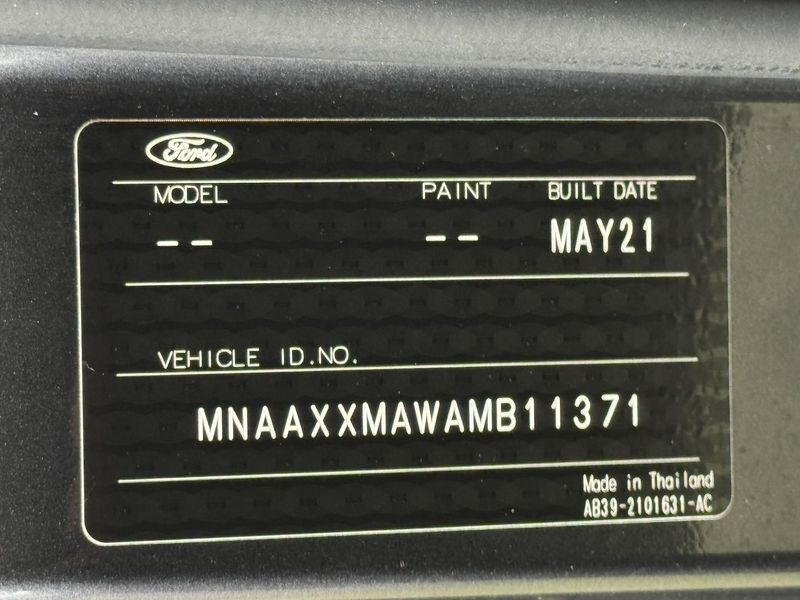 Ford
MODEL PAINT BUILT DATE
-- -- MAY21
VEHICLE ID.NO.
MNAAXXMAWAMB11371
Made in Thailand
AB39-2101631-AC